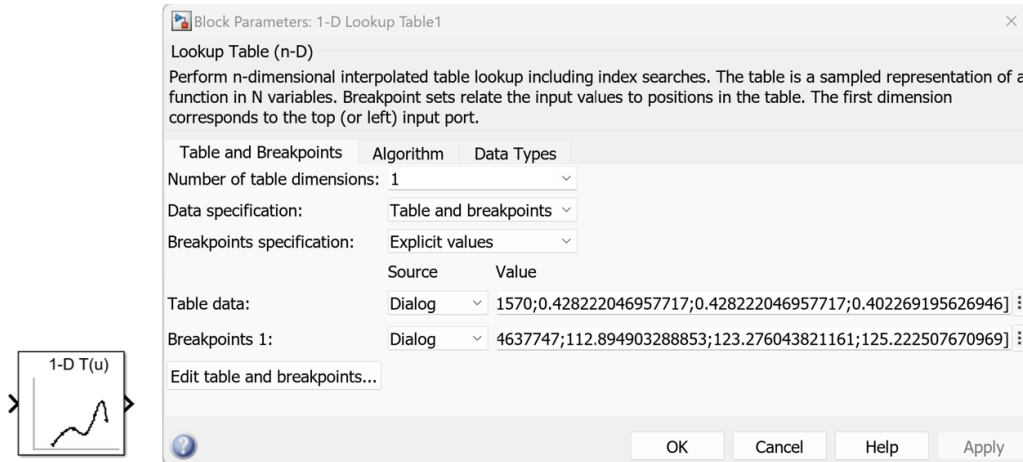 Block Parameters: 1-D Lookup Table1
Lookup Table (n-D)
Perform n-dimensional interpolated table lookup including index searches. The table is a sampled representation of a
function in N variables. Breakpoint sets relate the input values to positions in the table. The first dimension
corresponds to the top (or left) input port.
Table and Breakpoints Algorithm Data Types
Number of table dimensions: 1
Data specification: Table and breakpoints
Breakpoints specification: Explicit values
Source Value
Table data: Dialog 1570;0.428222046957717;0.428222046957717;0.402269195626946]
Breakpoints 1: Dialog 4637747;112.894903288853;123.276043821161;125.222507670969]
Edit table and breakpoints...
1-D T(u)
OK Cancel Help Apply